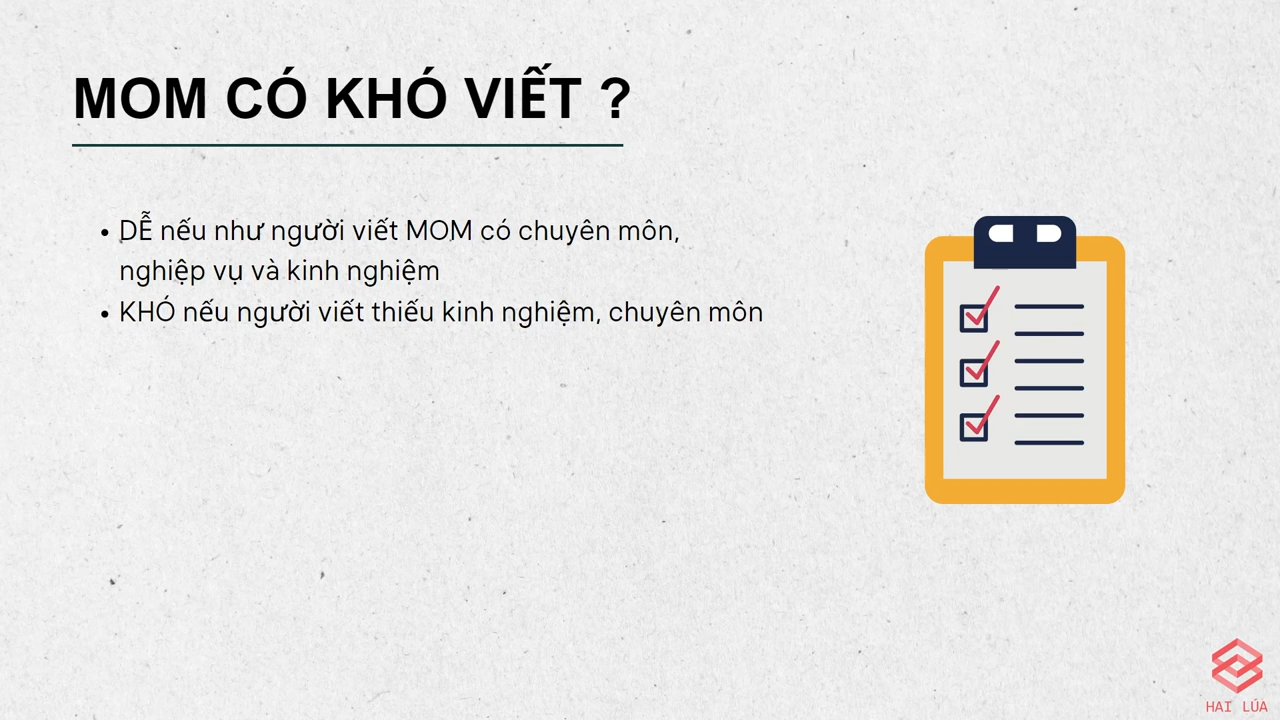 MOM CÓ KHÓ VIẾT ?
• DỄ nếu như người viết MOM có chuyên môn,
nghiệp vụ và kinh nghiệm
• KHÓ nếu người viết thiếu kinh nghiệm, chuyên môn
HAI LÚA